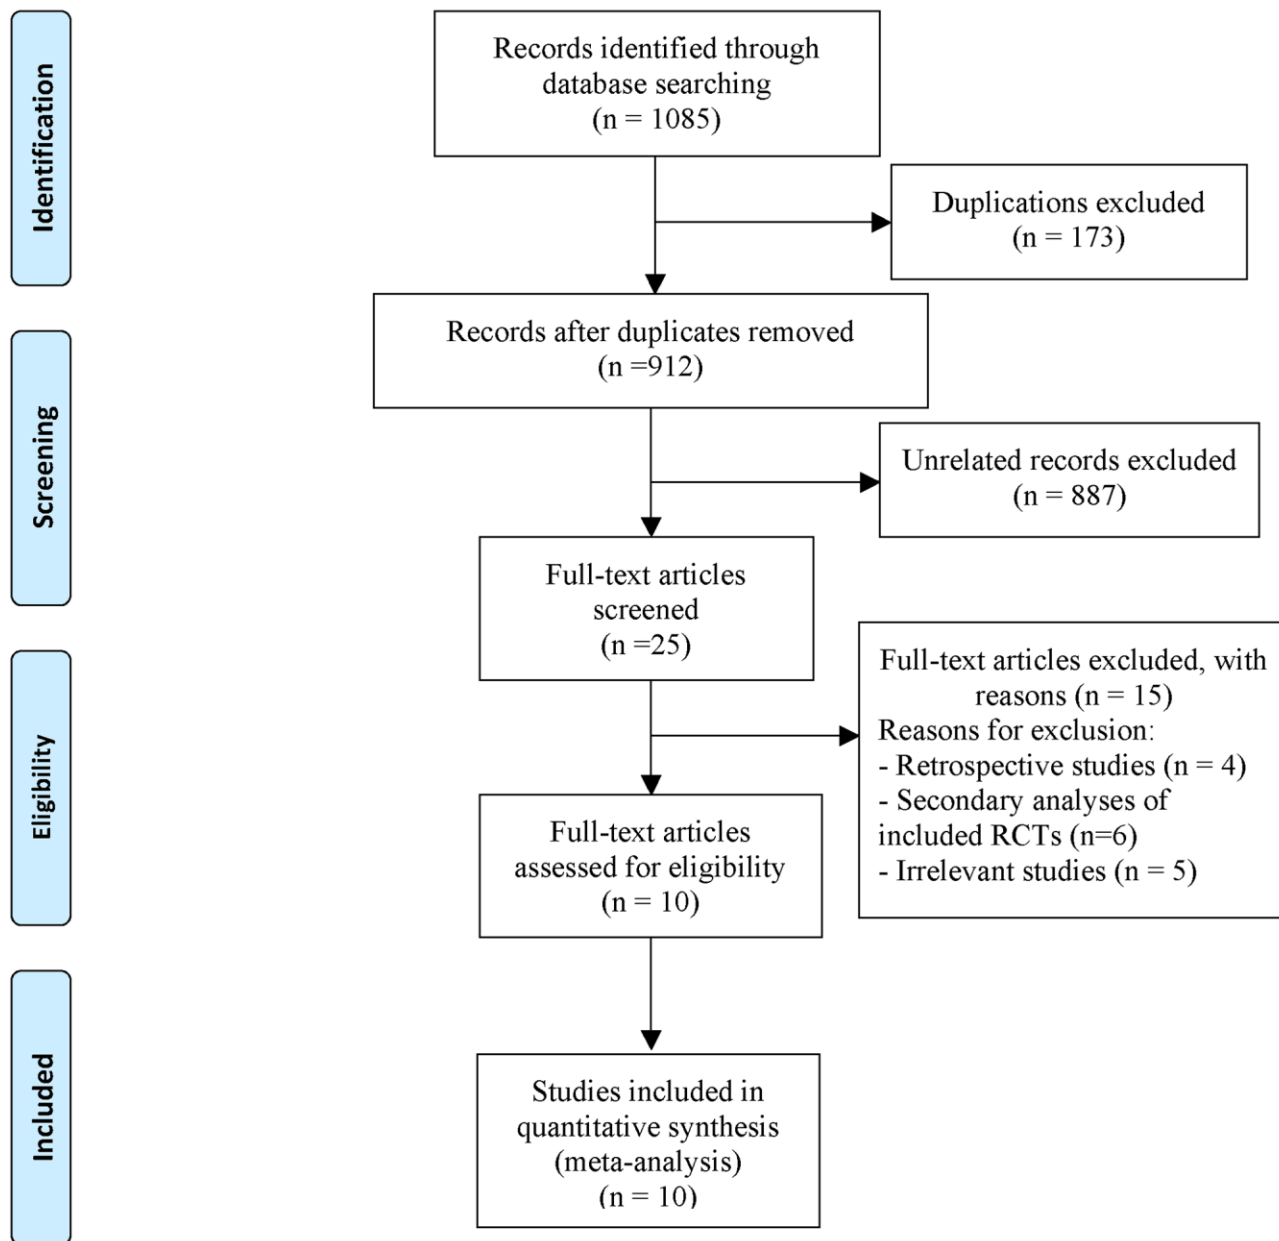 Identification
Records identified through
database searching
(n = 1085)
Duplications excluded
(n = 173)
Records after duplicates removed
(n =912)
Screening
Unrelated records excluded
(n = 887)
Full-text articles
screened
(n =25)
Eligibility
Full-text articles excluded, with
reasons (n = 15)
Reasons for exclusion:
- Retrospective studies (n = 4)
- Secondary analyses of
included RCTs (n=6)
- Irrelevant studies (n = 5)
Full-text articles
assessed for eligibility
(n = 10)
Included
Studies included in
quantitative synthesis
(meta-analysis)
(n = 10)